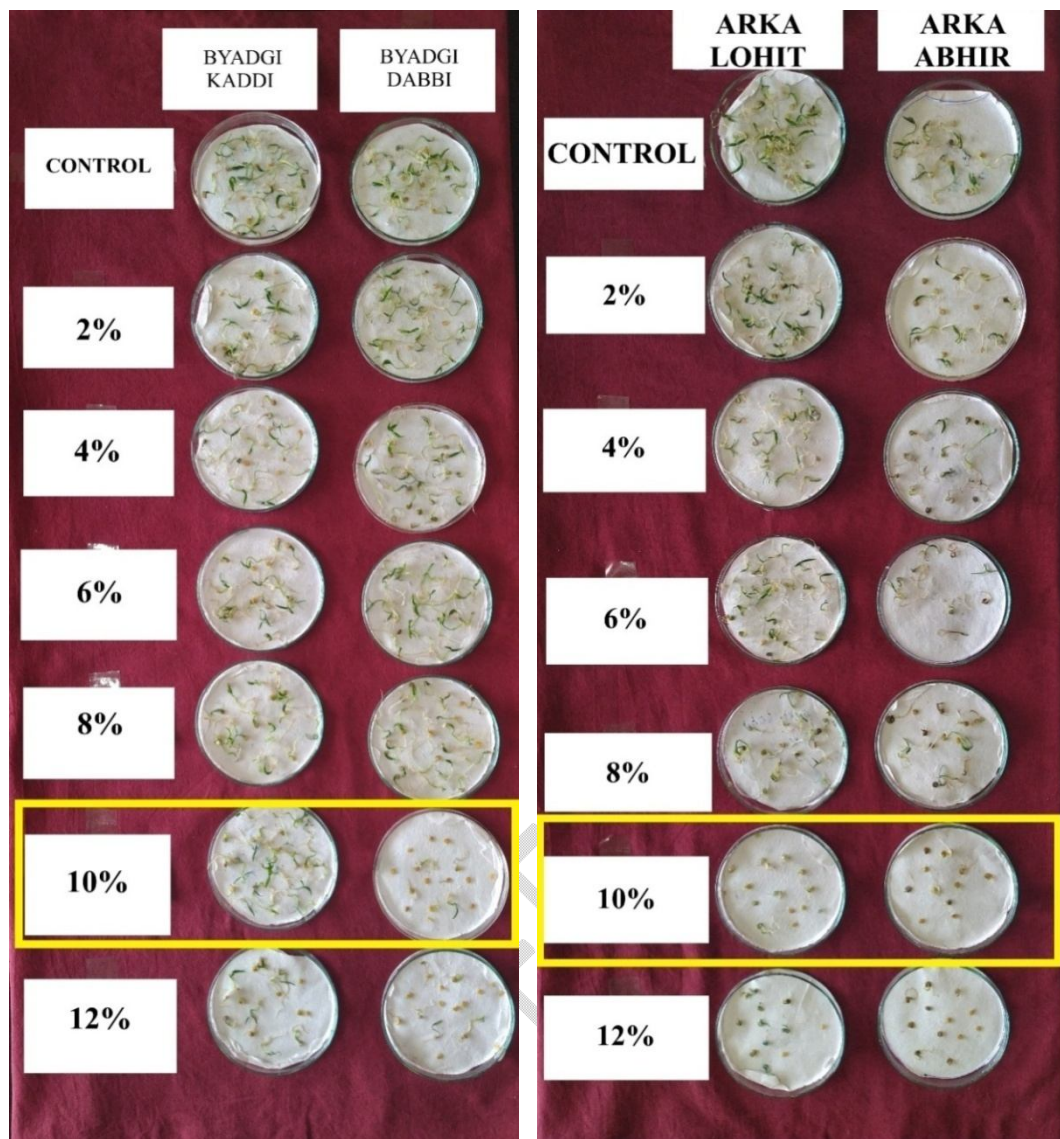 BYADGI
KADDI
BYADGI
DABBI
CONTROL
2%
4%
6%
8%
10%
12%
ARKA
LOHIT
ARKA
ABHIR
CONTROL
2%
4%
6%
8%
10%
12%